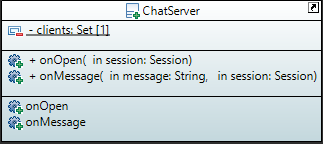 ChatServer
- clients: Set [1]
+ onOpen( in session: Session)
+ onMessage( in message: String, in session: Session)
onOpen
onMessage